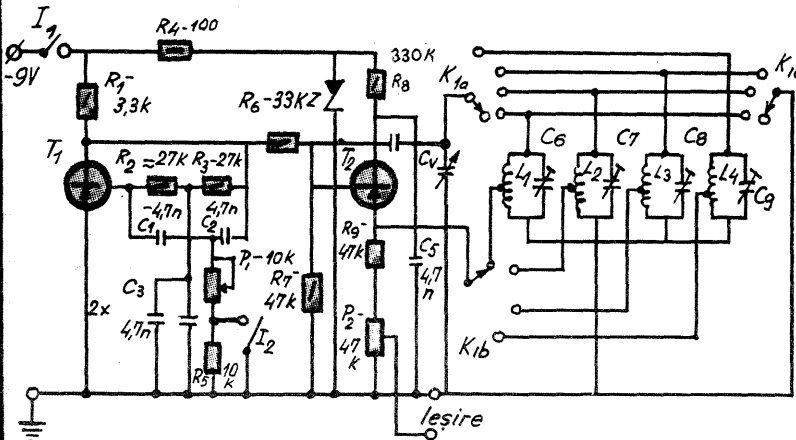 I1
-9V
R4-100
R1-
3,3k
330K
R8
R6-33K
Z
K1a
K1c
T1
R2 ≈27K
R3-27k
T2
Cv
C6
C7
C8
C9
L1
L2
L3
L4
-4,7n
4,7n
C1
C2
R9-
47k
C5
4,7
n
P1-10k
R7-
47k
C3
2x
4,7n
I2
P2-
47
k
K1b
R5
10
k
Ieşire